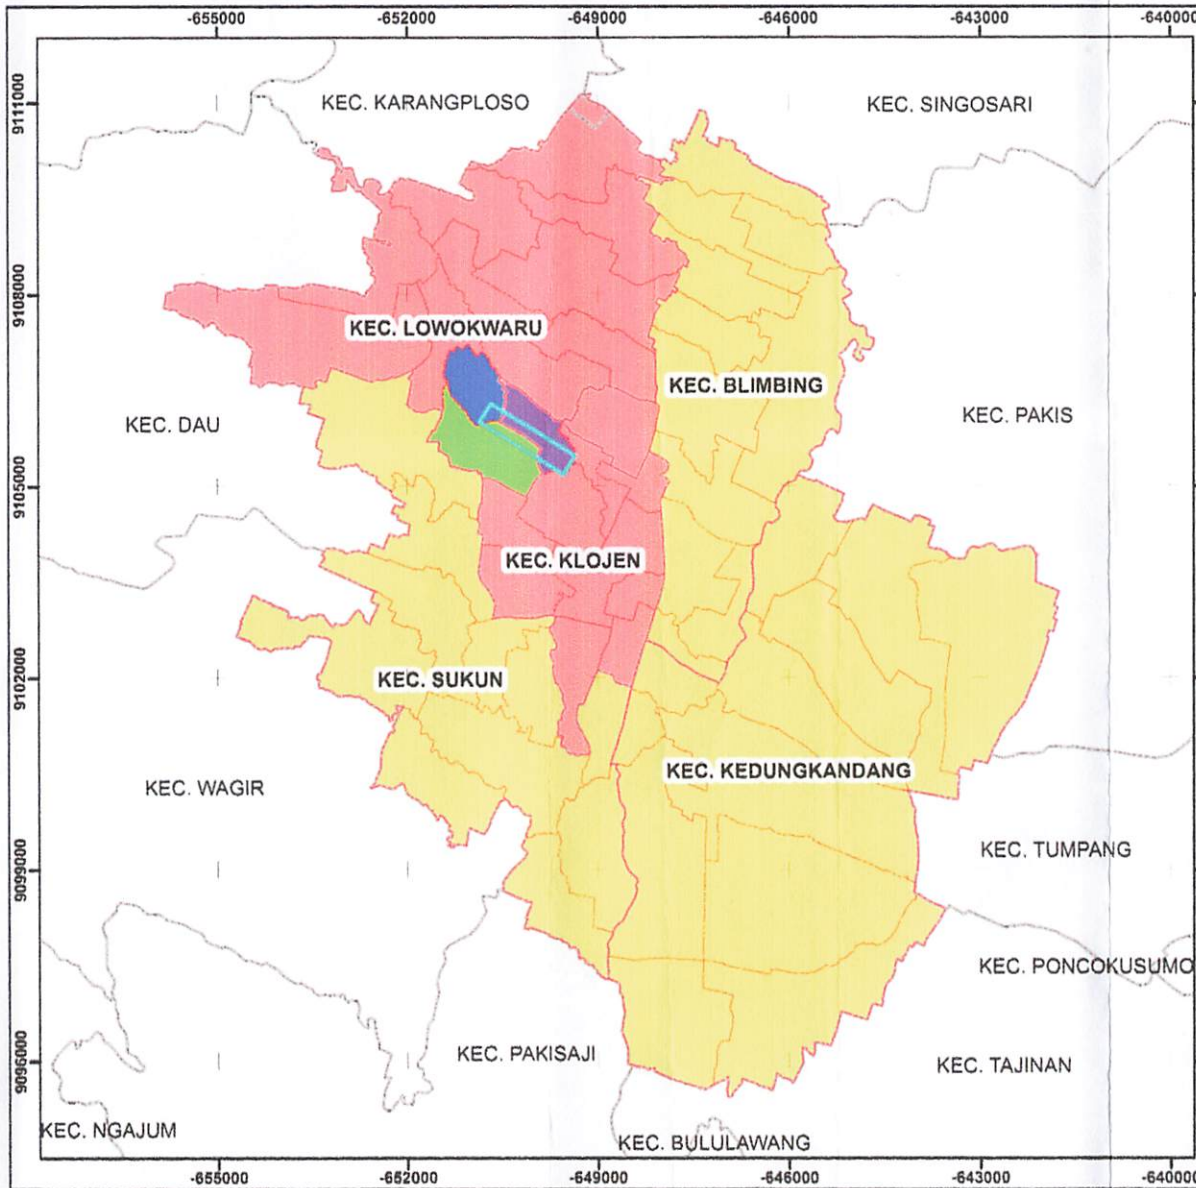 -655000 -652000 -649000 -646000 -643000 -640000
9111000
KEC. KARANGPLOSO
KEC. SINGOSARI
9108000
KEC. LOWOKWARU
KEC. BLIMBING
KEC. DAU
KEC. PAKIS
9105000
KEC. KLOJEN
9102000
KEC. SUKUN
KEC. KEDUNGKANDANG
KEC. WAGIR
KEC. TUMPANG
9099000
KEC. PONCOKUSUMO
KEC. PAKISAJI
KEC. TAJINAN
9096000
KEC. NGAJUM
KEC. BULULAWANG
-655000 -652000 -649000 -646000 -643000 -640000